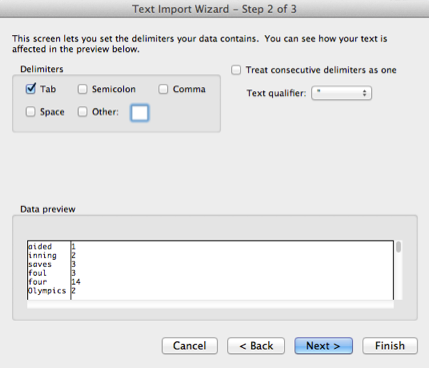 Text Import Wizard – Step 2 of 3
This screen lets you set the delimiters your data contains. You can see how your text is
affected in the preview below.
Delimiters
Tab Semicolon Comma
Space Other:
Treat consecutive delimiters as one
Text qualifier: "
Data preview
aided 1
inning 2
saves 3
foul 3
four 14
Olympics 2
Cancel < Back Next > Finish